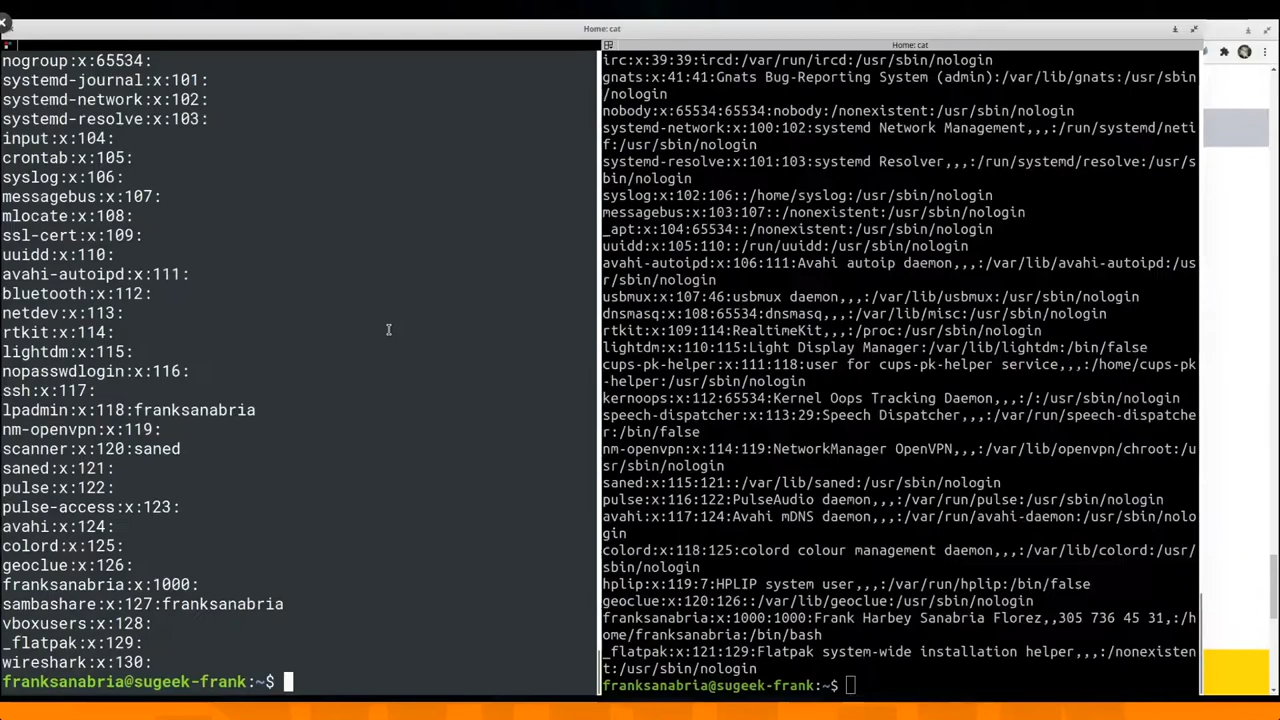 Home: cat
nogroup:x:65534:
systemd-journal:x:101:
systemd-network:x:102:
systemd-resolve:x:103:
input:x:104:
crontab:x:105:
syslog:x:106:
messagebus:x:107:
mlocate:x:108:
ssl-cert:x:109:
uuidd:x:110:
avahi-autoipd:x:111:
bluetooth:x:112:
netdev:x:113:
rtkit:x:114:
lightdm:x:115:
nopasswdlogin:x:116:
ssh:x:117:
lpadmin:x:118:franksanabria
nm-openvpn:x:119:
scanner:x:120:saned
saned:x:121:
pulse:x:122:
pulse-access:x:123:
avahi:x:124:
colord:x:125:
geoclue:x:126:
franksanabria:x:1000:
sambashare:x:127:franksanabria
vboxusers:x:128:
_flatpak:x:129:
wireshark:x:130:
franksanabria@sugeek-frank:~$
Home: cat
irc:x:39:39:ircd:/var/run/ircd:/usr/sbin/nologin
gnats:x:41:41:Gnats Bug-Reporting System (admin):/var/lib/gnats:/usr/sbin
/nologin
nobody:x:65534:65534:nobody:/nonexistent:/usr/sbin/nologin
systemd-network:x:100:102:systemd Network Management,,,:/run/systemd/neti
f:/usr/sbin/nologin
systemd-resolve:x:101:103:systemd Resolver,,,:/run/systemd/resolve:/usr/s
bin/nologin
syslog:x:102:106::/home/syslog:/usr/sbin/nologin
messagebus:x:103:107::/nonexistent:/usr/sbin/nologin
_apt:x:104:65534::/nonexistent:/usr/sbin/nologin
uuidd:x:105:110::/run/uuidd:/usr/sbin/nologin
avahi-autoipd:x:106:111:Avahi autoip daemon,,,:/var/lib/avahi-autoipd:/us
r/sbin/nologin
usbmux:x:107:46:usbmux daemon,,,:/var/lib/usbmux:/usr/sbin/nologin
dnsmasq:x:108:65534:dnsmasq,,,:/var/lib/misc:/usr/sbin/nologin
rtkit:x:109:114:RealtimeKit,,,:/proc:/usr/sbin/nologin
lightdm:x:110:115:Light Display Manager:/var/lib/lightdm:/bin/false
cups-pk-helper:x:111:118:user for cups-pk-helper service,,,:/home/cups-pk
-helper:/usr/sbin/nologin
kernoops:x:112:65534:Kernel Oops Tracking Daemon,,,:/:/usr/sbin/nologin
speech-dispatcher:x:113:29:Speech Dispatcher,,,:/run/speech-dispatche
r:/bin/false
nm-openvpn:x:114:119:NetworkManager OpenVPN,,,:/var/lib/openvpn/chroot:/u
sr/sbin/nologin
saned:x:115:121::/var/lib/saned:/usr/sbin/nologin
pulse:x:116:122:PulseAudio daemon,,,:/var/run/pulse:/usr/sbin/nologin
avahi:x:117:124:Avahi mDNS daemon,,,:/var/run/avahi-daemon:/usr/sbin/nolo
gin
colord:x:118:125:colord colour management daemon,,,:/var/lib/colord:/usr/
sbin/nologin
hplip:x:119:7:HPLIP system user,,,:/var/run/hplip:/bin/false
geoclue:x:120:126::/var/lib/geoclue:/usr/sbin/nologin
franksanabria:x:1000:1000:Frank Harbey Sanabria Florez,,305 736 45 31,:/h
ome/franksanabria:/bin/bash
_flatpak:x:121:129:Flatpak system-wide installation helper,,,:/nonexisten
t:/usr/sbin/nologin
franksanabria@sugeek-frank:~$